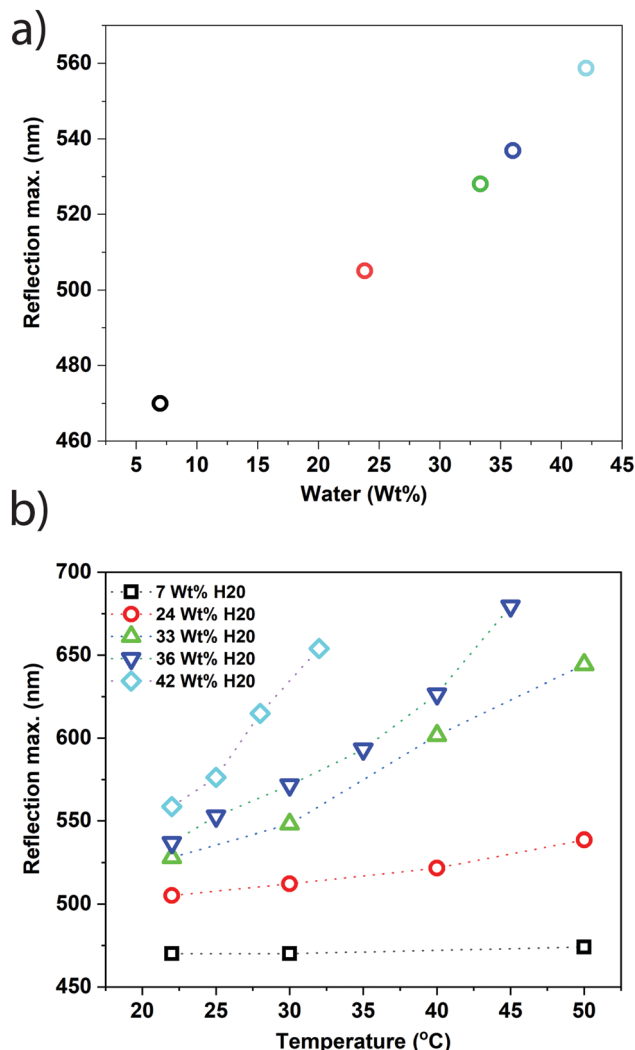 a)
560
540
520
500
480
460
Reflection max. (nm)
5 10 15 20 25 30 35 40 45
Water (Wt%)
b)
700
650
600
550
500
450
Reflection max. (nm)
7 Wt% H20
24 Wt% H20
33 Wt% H20
36 Wt% H20
42 Wt% H20
20 25 30 35 40 45 50
Temperature (°C)